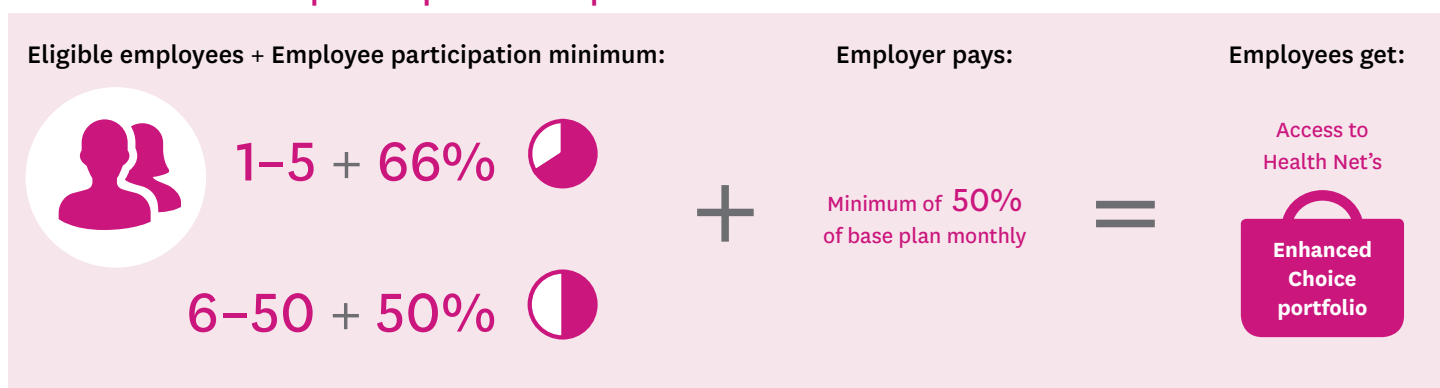 Eligible employees + Employee participation minimum:
1–5 + 66%
6–50 + 50%
+
Employer pays:
Minimum of 50%
of base plan monthly
=
Employees get:
Access to
Health Net’s
Enhanced
Choice
portfolio